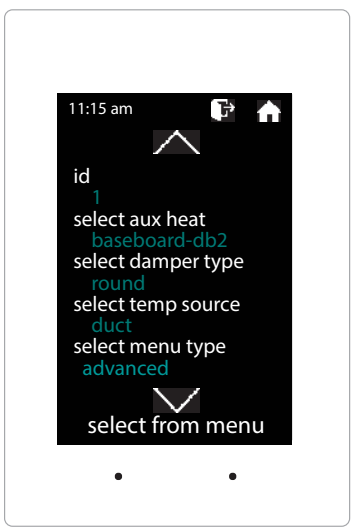 11:15 am
id
1
select aux heat
baseboard-db2
select damper type
round
select temp source
duct
select menu type
advanced
select from menu